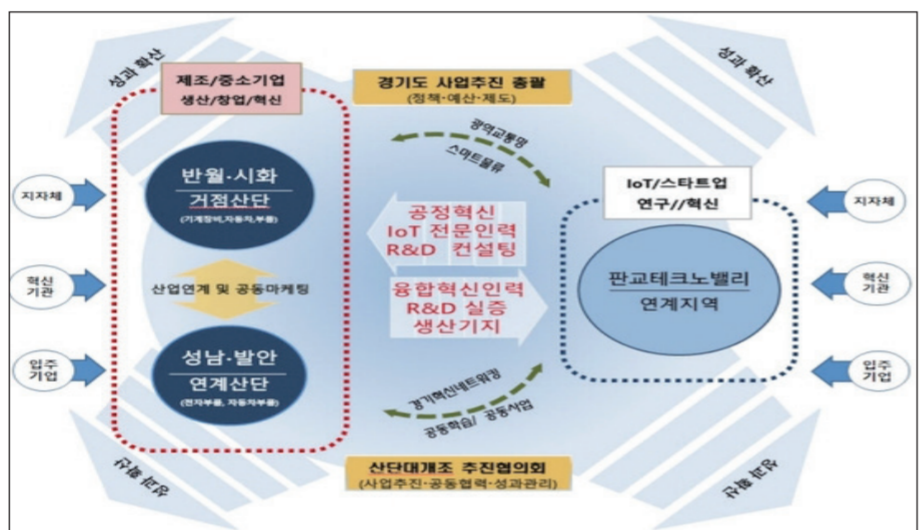 성과 확산
성과 확산
제조/중소기업
생산/창업/혁신
경기도 사업추진 총괄
(정책·예산·제도)
광역교통망
스마트물류
반월·시화
거점산단
(기계장비,자동차,부품)
IoT/스타트업
연구//혁신
지자체
지자체
공정혁신
IoT 전문인력
R&D 컨설팅
판교테크노밸리
연계지역
혁신
기관
혁신
기관
산업연계 및 공동마케팅
융합혁신인력
R&D 실증
생산기지
성남·발안
연계산단
(전자부품, 자동차부품)
입주
기업
입주
기업
경기혁신네트워킹
공동학습/ 공동사업
산단대개조 추진협의회
(사업추진·공동협력·성과관리)
성과 확산
성과 확산